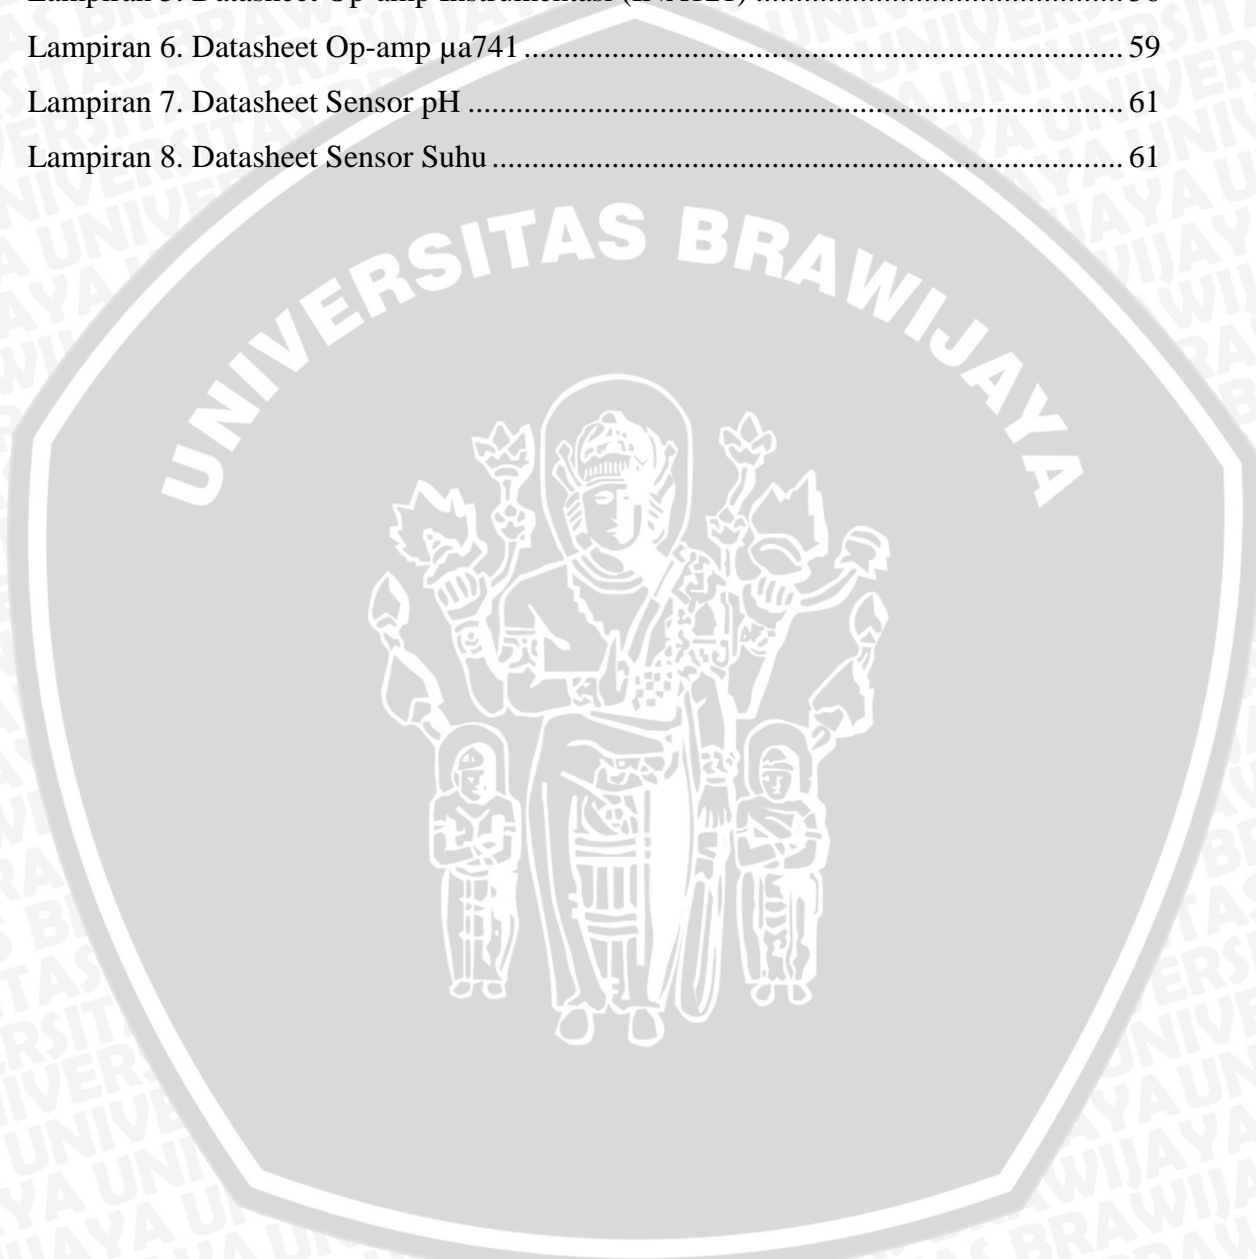 Lampiran 6. Datasheet Op-amp µa741 ........................................................................... 59
Lampiran 7. Datasheet Sensor pH .................................................................................. 61
Lampiran 8. Datasheet Sensor Suhu ............................................................................... 61
UNIVERSITAS BRAWIJAYA